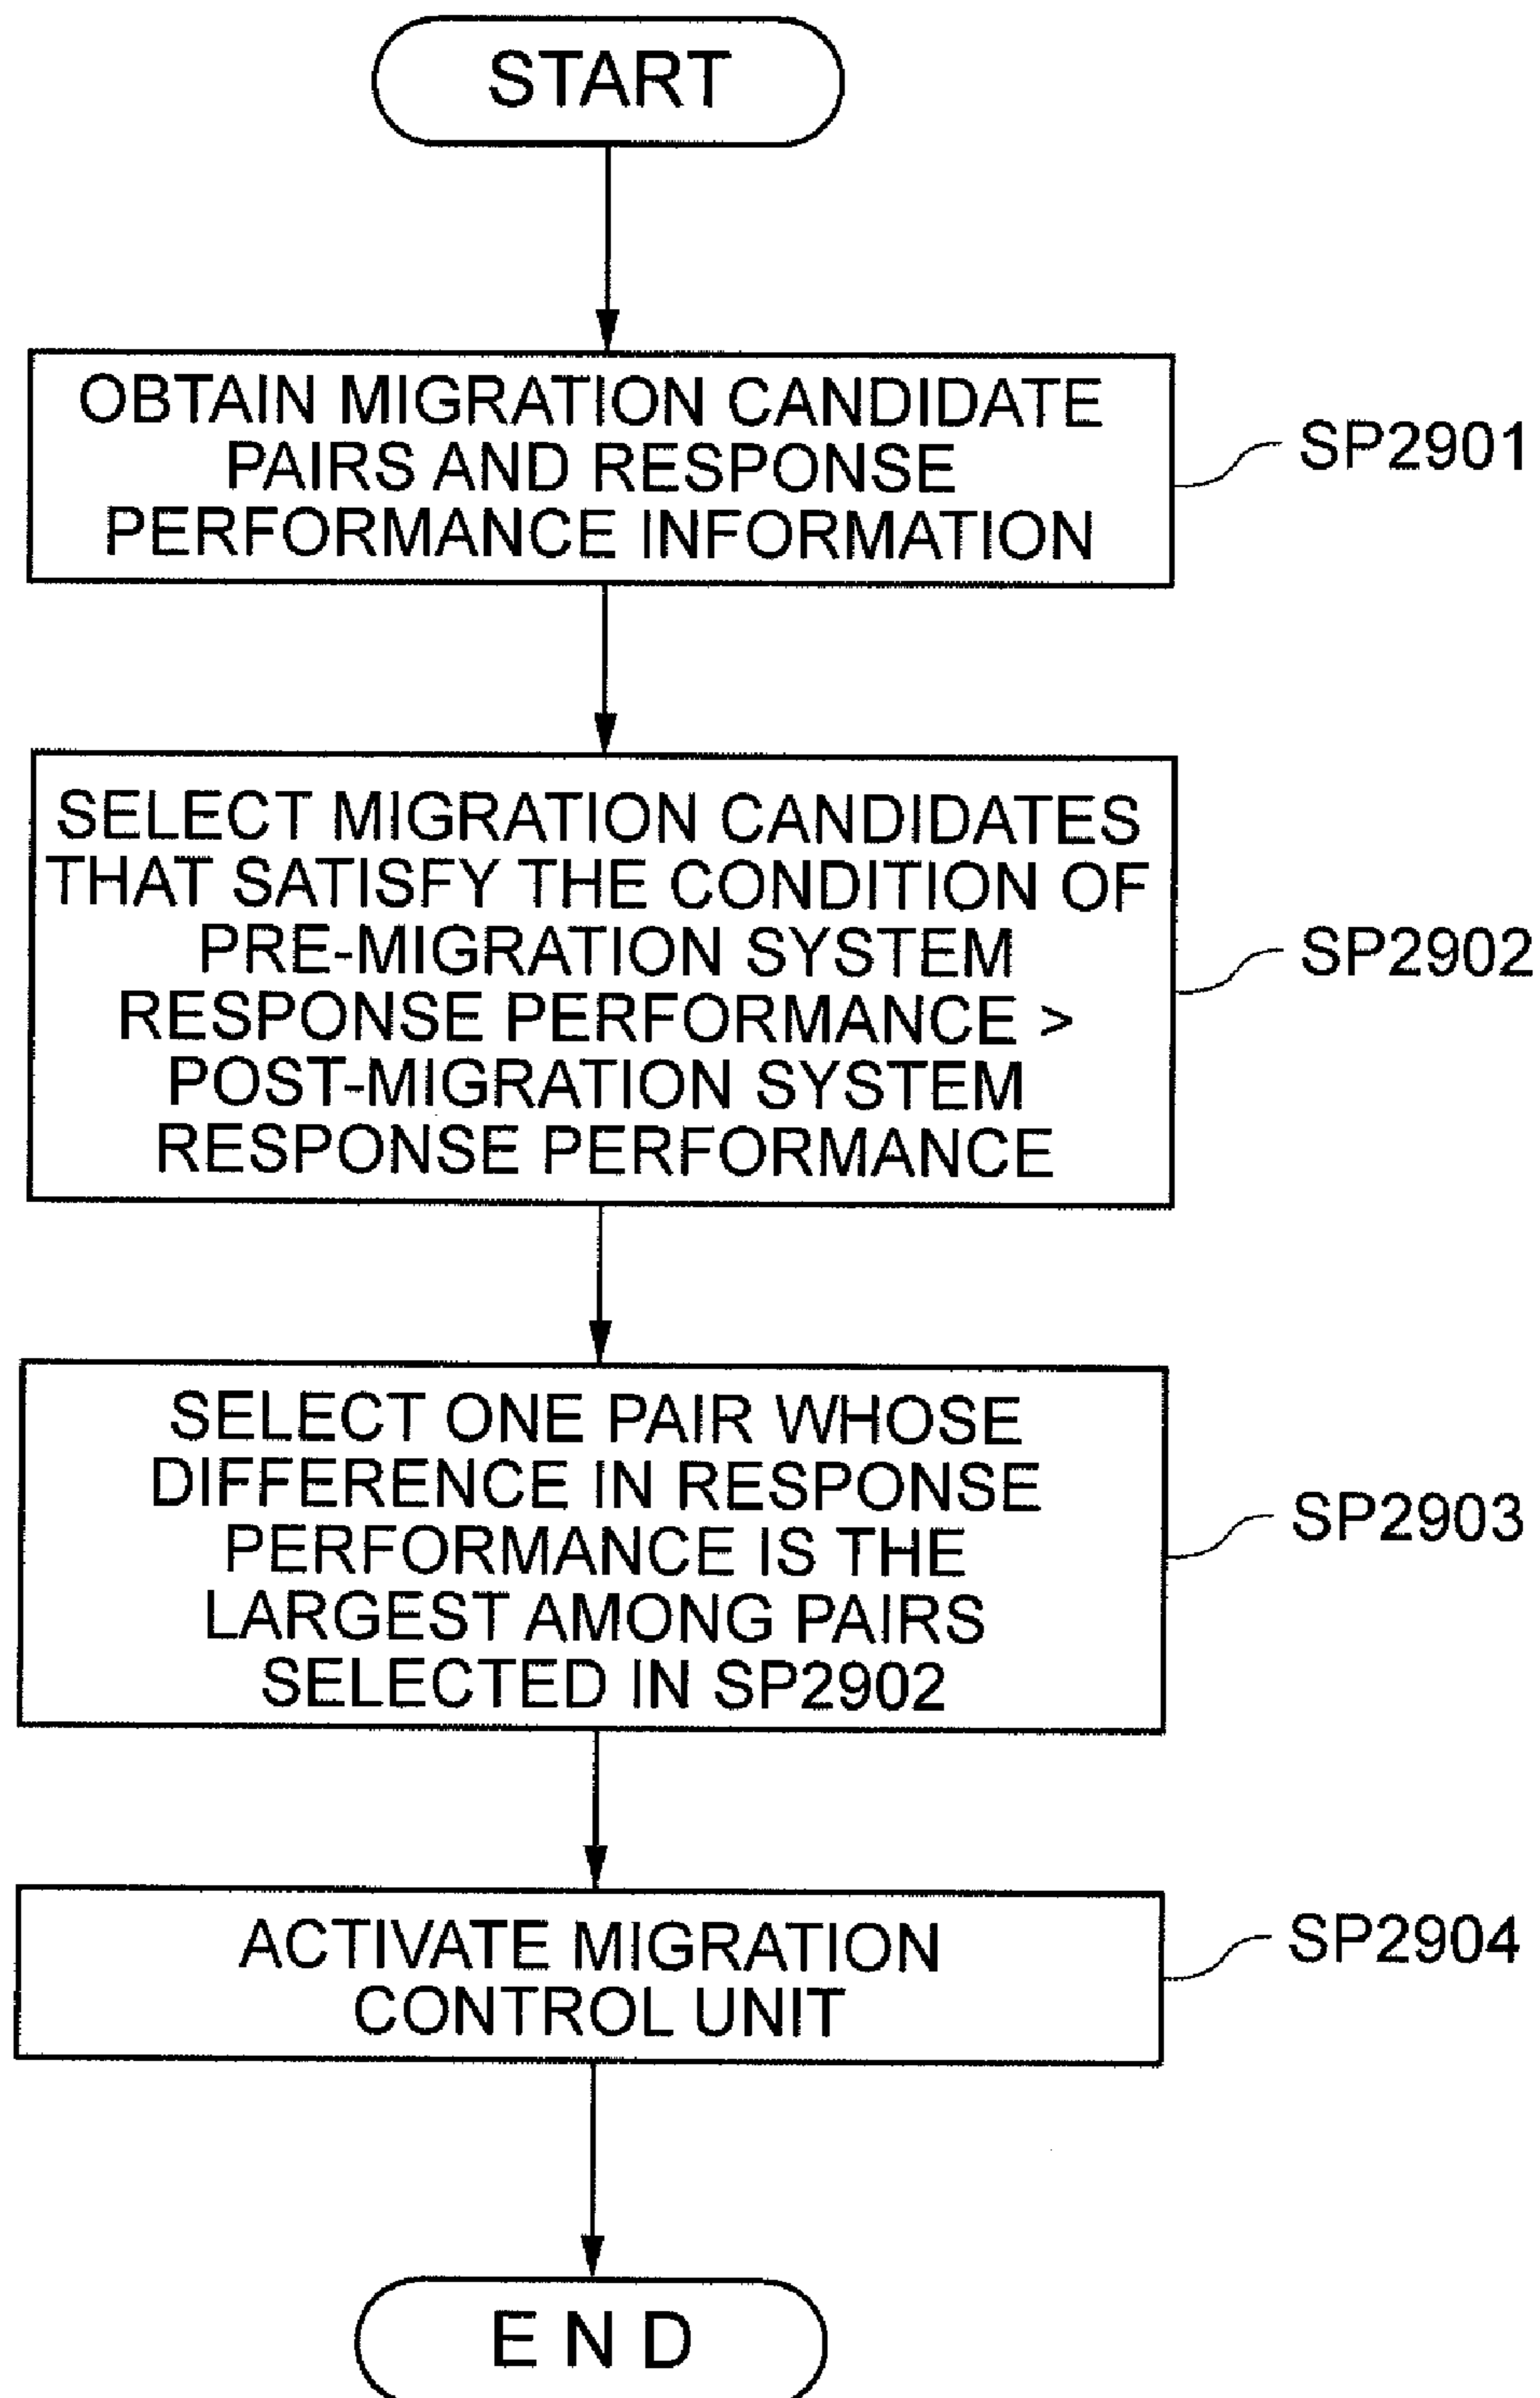 START
OBTAIN MIGRATION CANDIDATE
PAIRS AND RESPONSE
PERFORMANCE INFORMATION
SP2901
SELECT MIGRATION CANDIDATES
THAT SATISFY THE CONDITION OF
PRE-MIGRATION SYSTEM
RESPONSE PERFORMANCE >
POST-MIGRATION SYSTEM
RESPONSE PERFORMANCE
SP2902
SELECT ONE PAIR WHOSE
DIFFERENCE IN RESPONSE
PERFORMANCE IS THE
LARGEST AMONG PAIRS
SELECTED IN SP2902
SP2903
ACTIVATE MIGRATION
CONTROL UNIT
SP2904
END